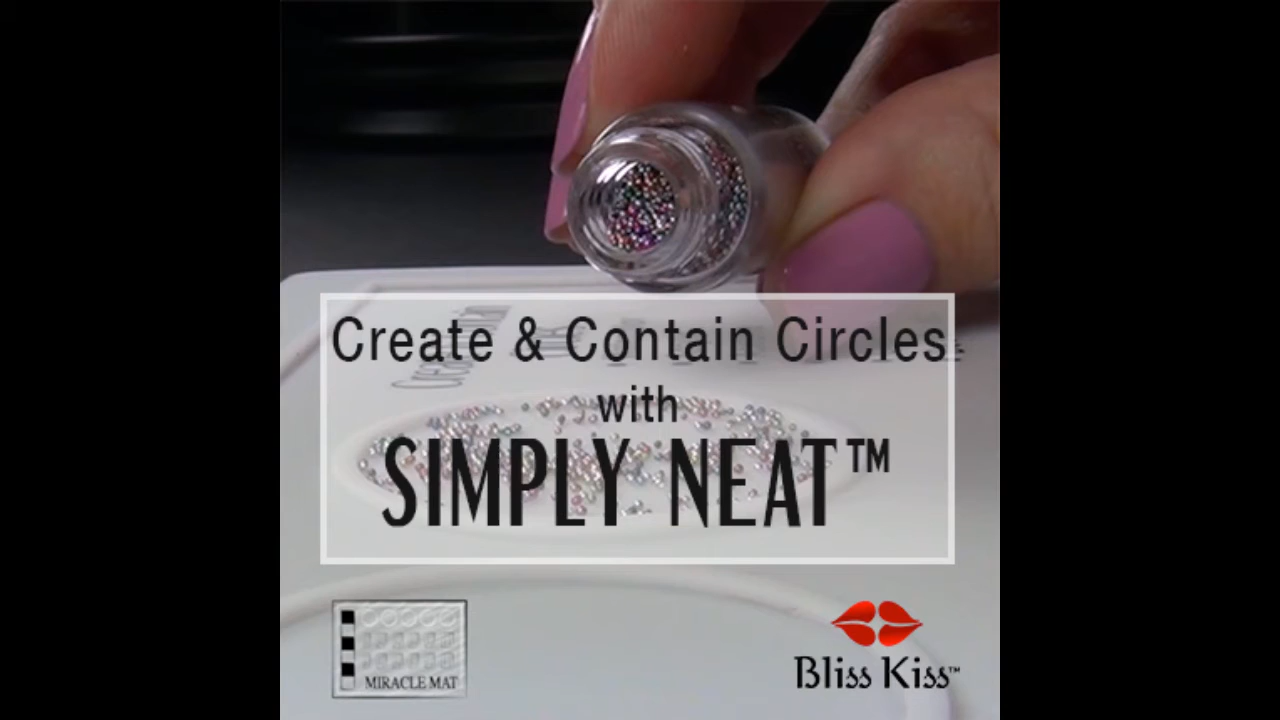 Create & Contain Circles
with
SIMPLY NEAT™
MIRACLE MAT
Bliss Kiss™